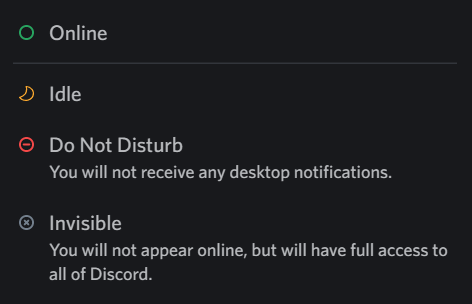 Online
Idle
Do Not Disturb
You will not receive any desktop notifications.
Invisible
You will not appear online, but will have full access to
all of Discord.